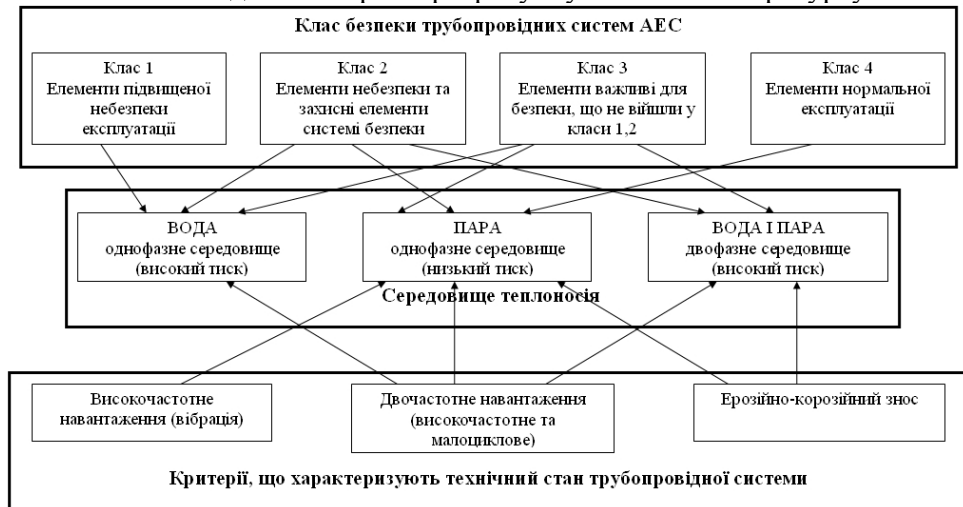 Клас безпеки трубопровідних систем АЕС
Клас 1
Елементи підвищеної
небезпеки
експлуатації
Клас 2
Елементи небезпеки та
захисні елементи
системі безпеки
Клас 3
Елементи важливі для
безпеки, що не війшли у
класи 1,2
Клас 4
Елементи нормальної
експлуатації
ВОДА
однофазне середовище
(високий тиск)
ПАРА
однофазне середовище
(низький тиск)
ВОДА І ПАРА
двофазне середовище
(високий тиск)
Середовище теплоносія
Високочастотне
навантаження (вібрація)
Двочастотне навантаження
(високочастотне та
малоциклове)
Ерозійно-корозійний знос
Критерії, що характеризують технічний стан трубопровідної системи